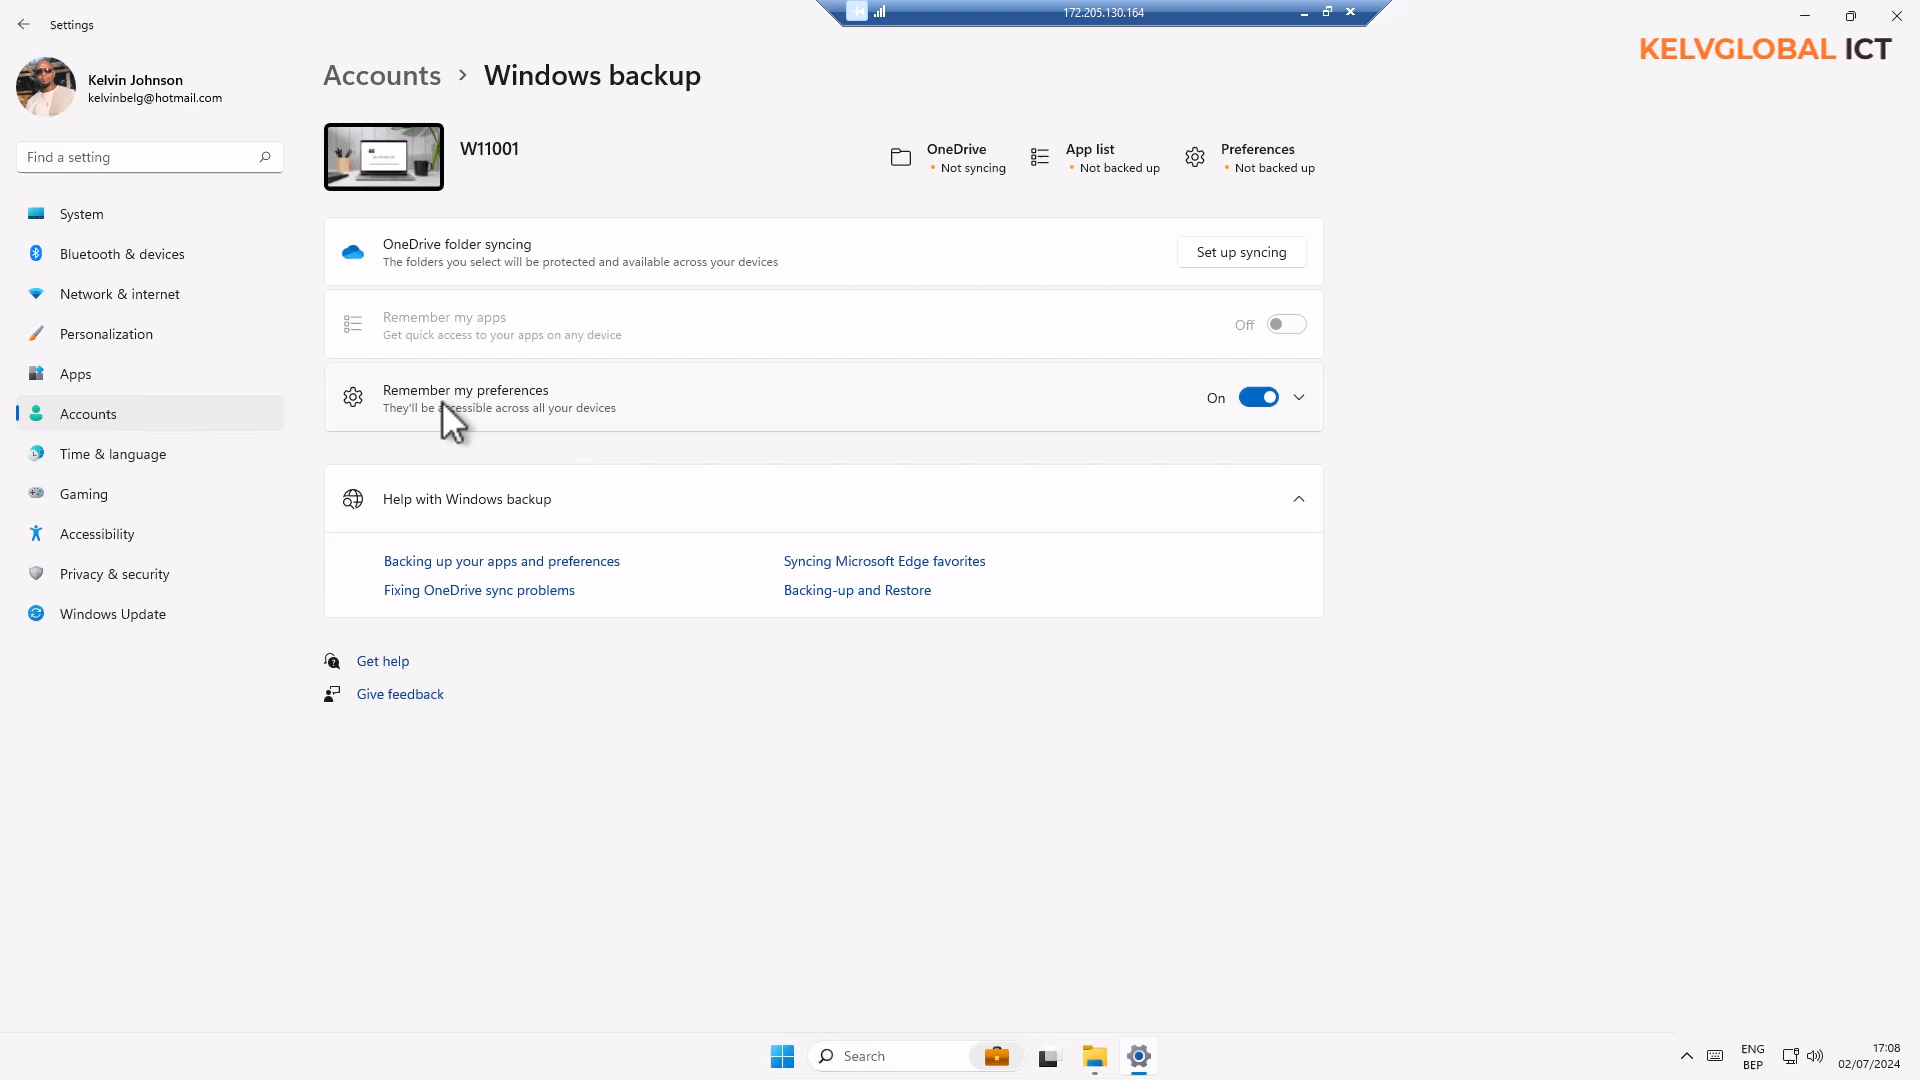 Settings
172.205.130.164
KELVGLOBAL ICT
Kelvin Johnson
kelvinbelg@hotmail.com
Find a setting
System
Bluetooth & devices
Network & internet
Personalization
Apps
Accounts
Time & language
Gaming
Accessibility
Privacy & security
Windows Update
Accounts > Windows backup
W11001
OneDrive
• Not syncing
App list
• Not backed up
Preferences
• Not backed up
OneDrive folder syncing
The folders you select will be protected and available across your devices
Set up syncing
Remember my apps
Get quick access to your apps on any device
Off
Remember my preferences
They'll be accessible across all your devices
On
Help with Windows backup
Backing up your apps and preferences
Syncing Microsoft Edge favorites
Fixing OneDrive sync problems
Backing-up and Restore
Get help
Give feedback
Search
ENG
BEP
17:08
02/07/2024